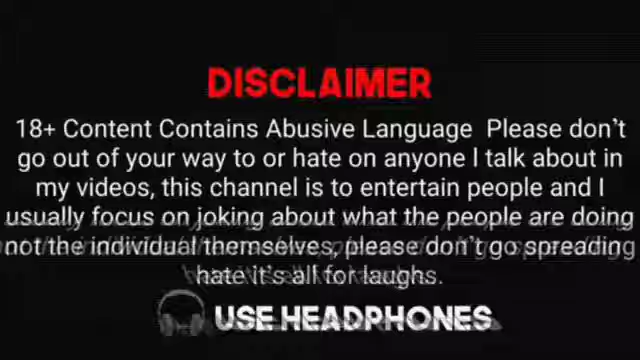 DISCLAIMER
18+ Content Contains Abusive Language Please don't
go out of your way to or hate on anyone I talk about in
my videos, this channel is to entertain people and I
usually focus on joking about what the people are doing
not the individual themselves, please don't go spreading
hate it's all for laughs.
USE HEADPHONES